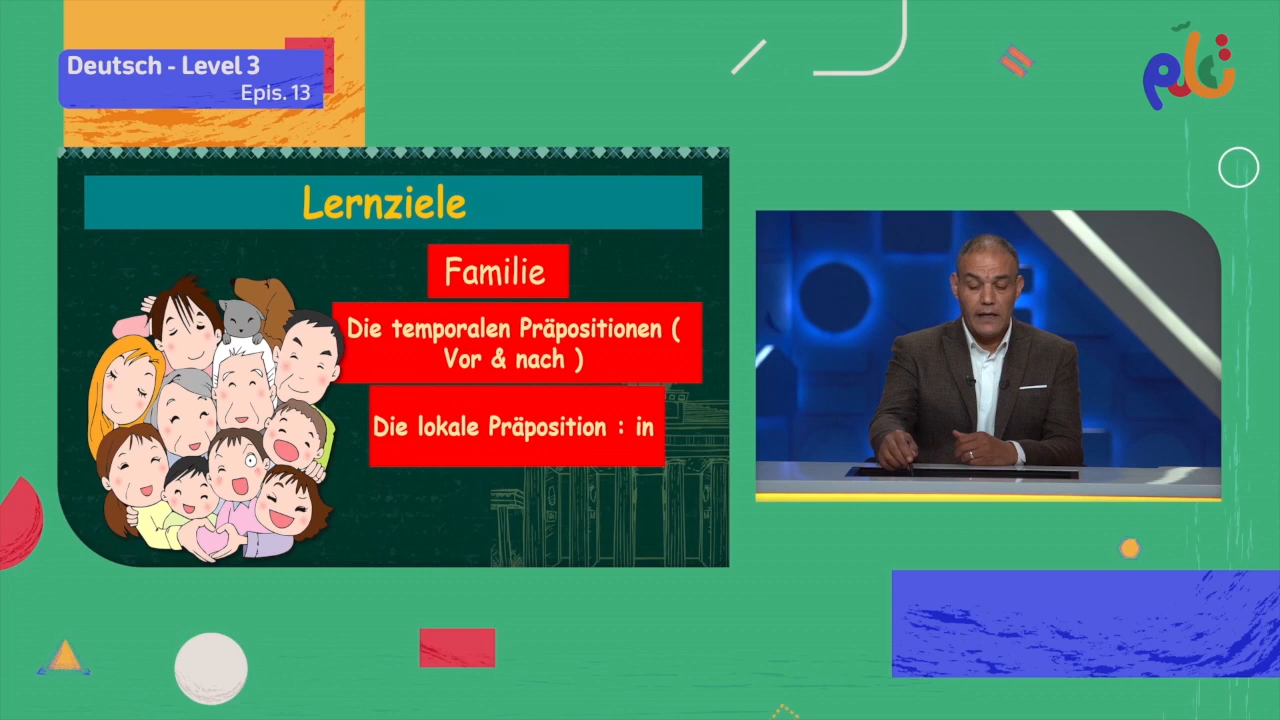 Deutsch - Level 3
Epis. 13
Lernziele
Familie
Die temporalen Präpositionen (
Vor & nach )
Die lokale Präposition : in